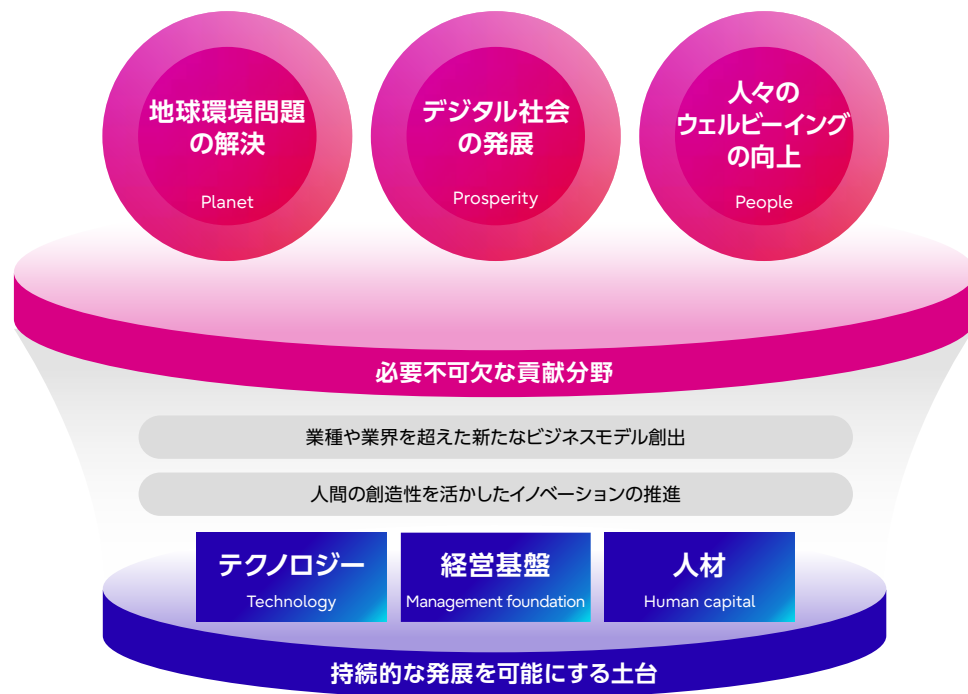 地球環境問題
の解決
Planet
デジタル社会
の発展
Prosperity
人々の
ウェルビーイング
の向上
People
必要不可欠な貢献分野
業種や業界を超えた新たなビジネスモデル創出
人間の創造性を活かしたイノベーションの推進
テクノロジー
Technology
経営基盤
Management foundation
人材
Human capital
持続的な発展を可能にする土台